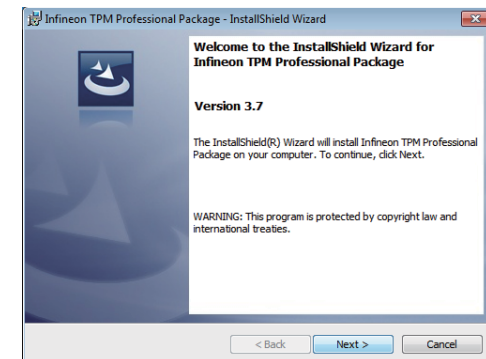 Infineon TPM Professional Package - InstallShield Wizard
Welcome to the InstallShield Wizard for
Infineon TPM Professional Package
Version 3.7
The InstallShield(R) Wizard will install Infineon TPM Professional
Package on your computer. To continue, click Next.
WARNING: This program is protected by copyright law and
international treaties.
< Back
Next >
Cancel